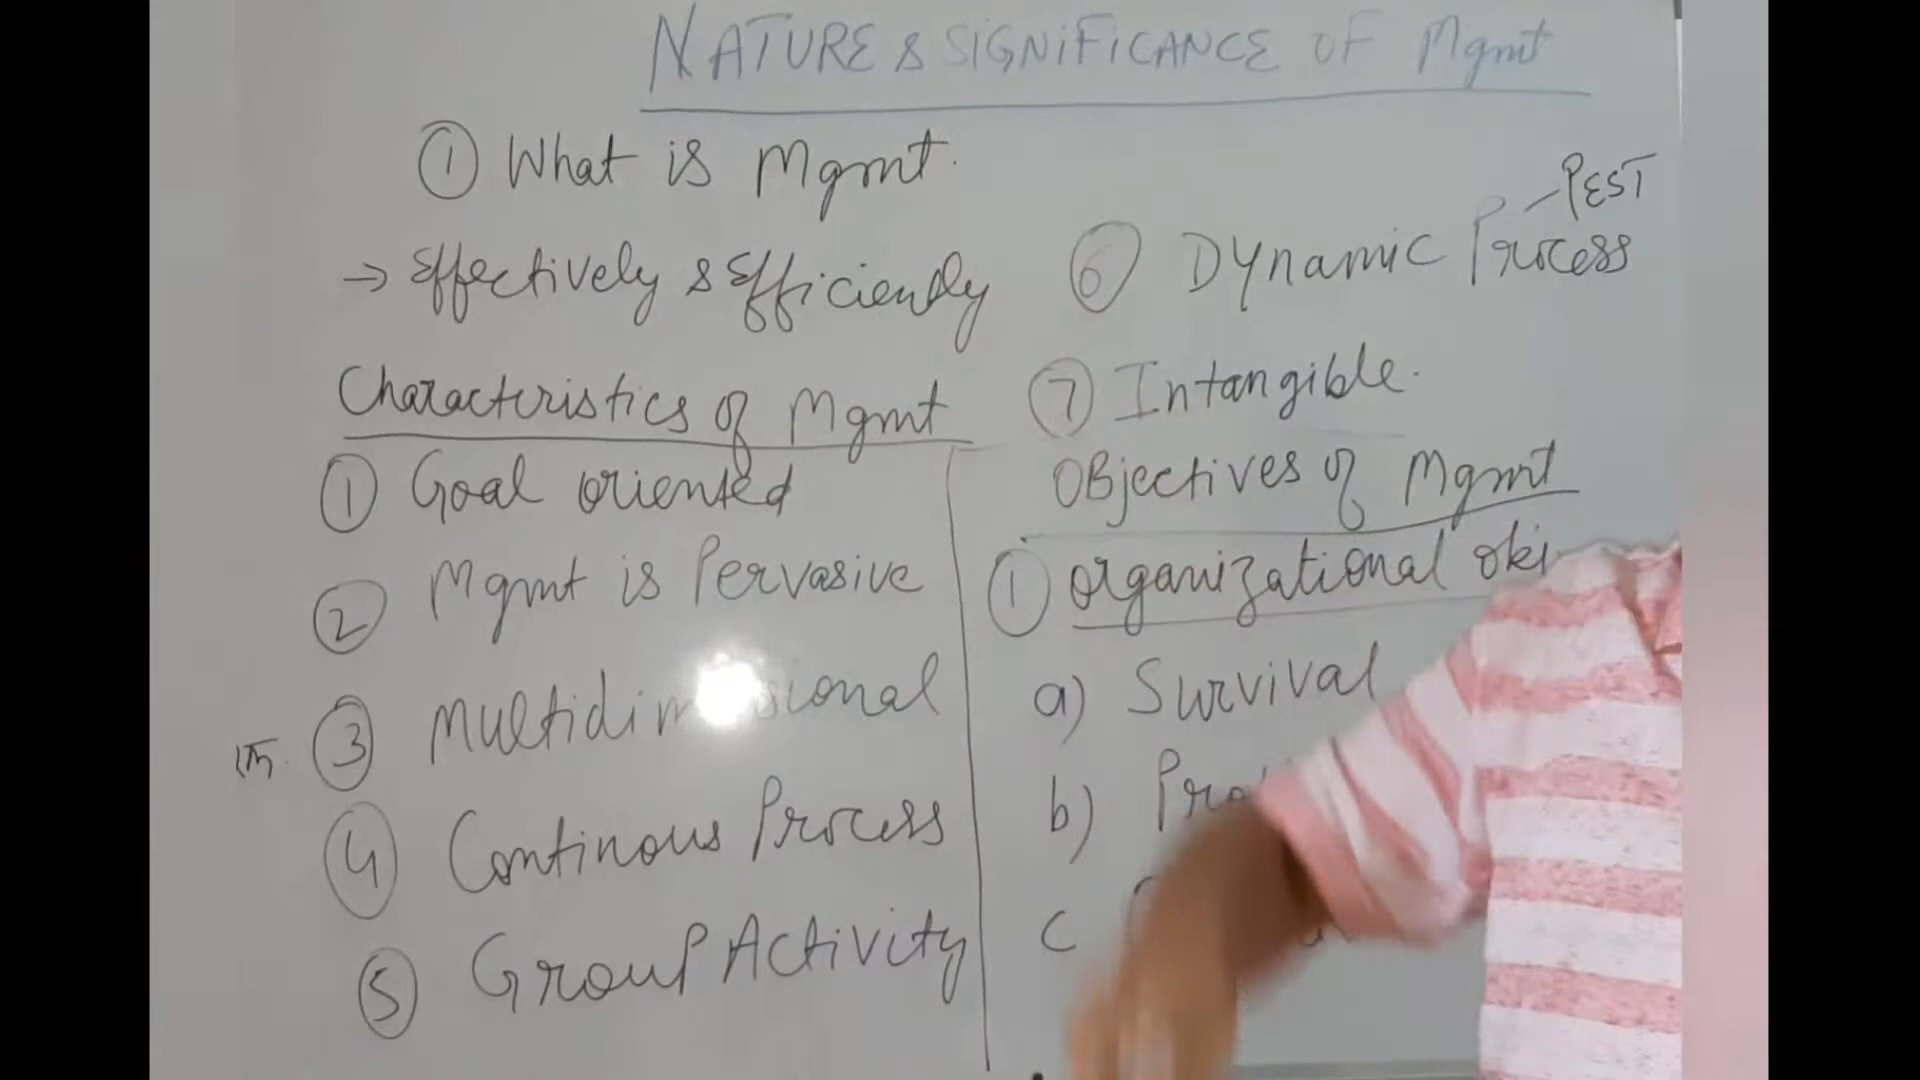 NATURE & SIGNIFICANCE OF Mgmt
① What is Mgmt.
→ Effectively & Efficiently
Characteristics of Mgmt
① Goal oriented
② Mgmt is Pervasive
③ Multidim sional
④ Continous Process
⑤ Group Activity
⑥ Dynamic Process – PEST
⑦ Intangible.
Objectives of Mgmt
① Organizational
a) Survival
b)
c